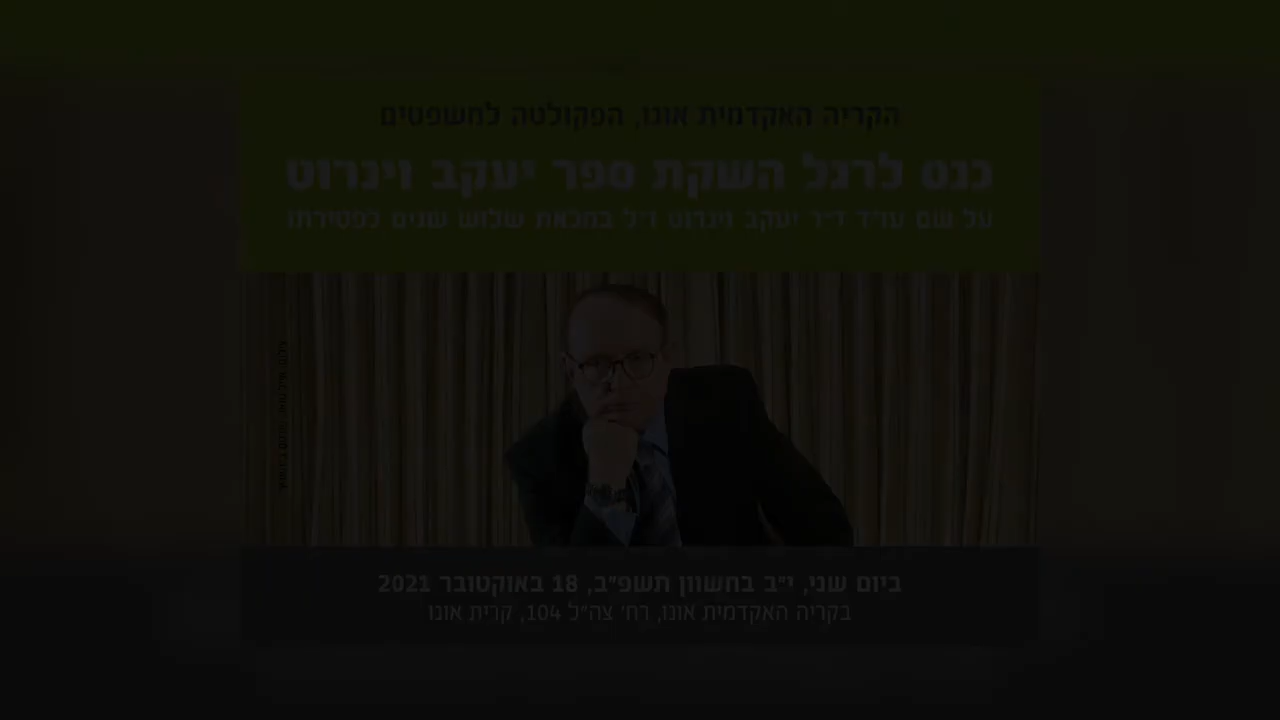 הקריה האקדמית אונו, הפקולטה למשפטים
כנס לרגל השקת ספר יעקב וינרוט
על שם עו״ד ד״ר יעקב וינרוט ז״ל במלאת שלוש שנים לפטירתו
ביום שני, י״ב בחשוון תשפ״ב, 18 באוקטובר 2021
בקריה האקדמית אונו, רח׳ צה״ל 104, קרית אונו